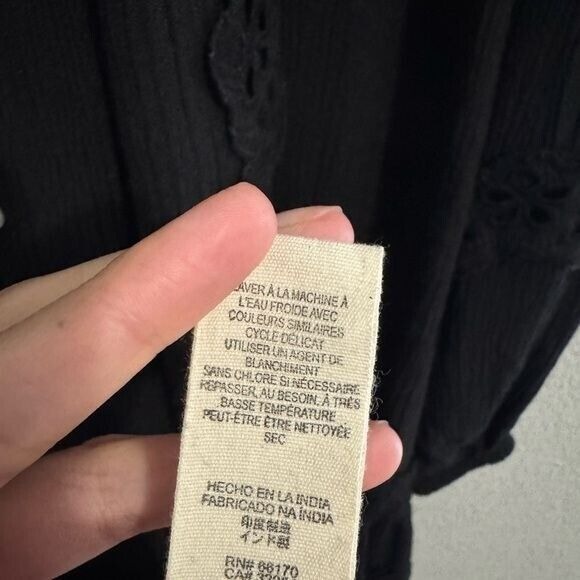 LAVER À LA MACHINE À
L'EAU FROIDE AVEC
COULEURS SIMILAIRES
CYCLE DÉLICAT
UTILISER UN AGENT DE
BLANCHIMENT
SANS CHLORE SI NÉCESSAIRE
REPASSER, AU BESOIN, À TRÈS
BASSE TEMPÉRATURE
PEUT-ÊTRE ÊTRE NETTOYÉE
SEC
HECHO EN LA INDIA
FABRICADO NA ÍNDIA
印度製造
インド製
RN# 66170
CA#